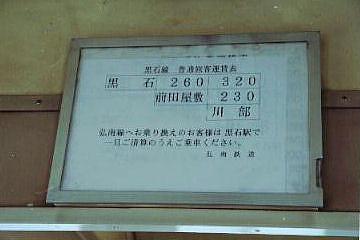 黒石線 普通旅客運賃表
黒石 260 320
前田屋敷 230
川部
弘南線へお乗り換えのお客様は 黒石駅で
一旦ご清算のうえご乗車ください。
弘南鉄道